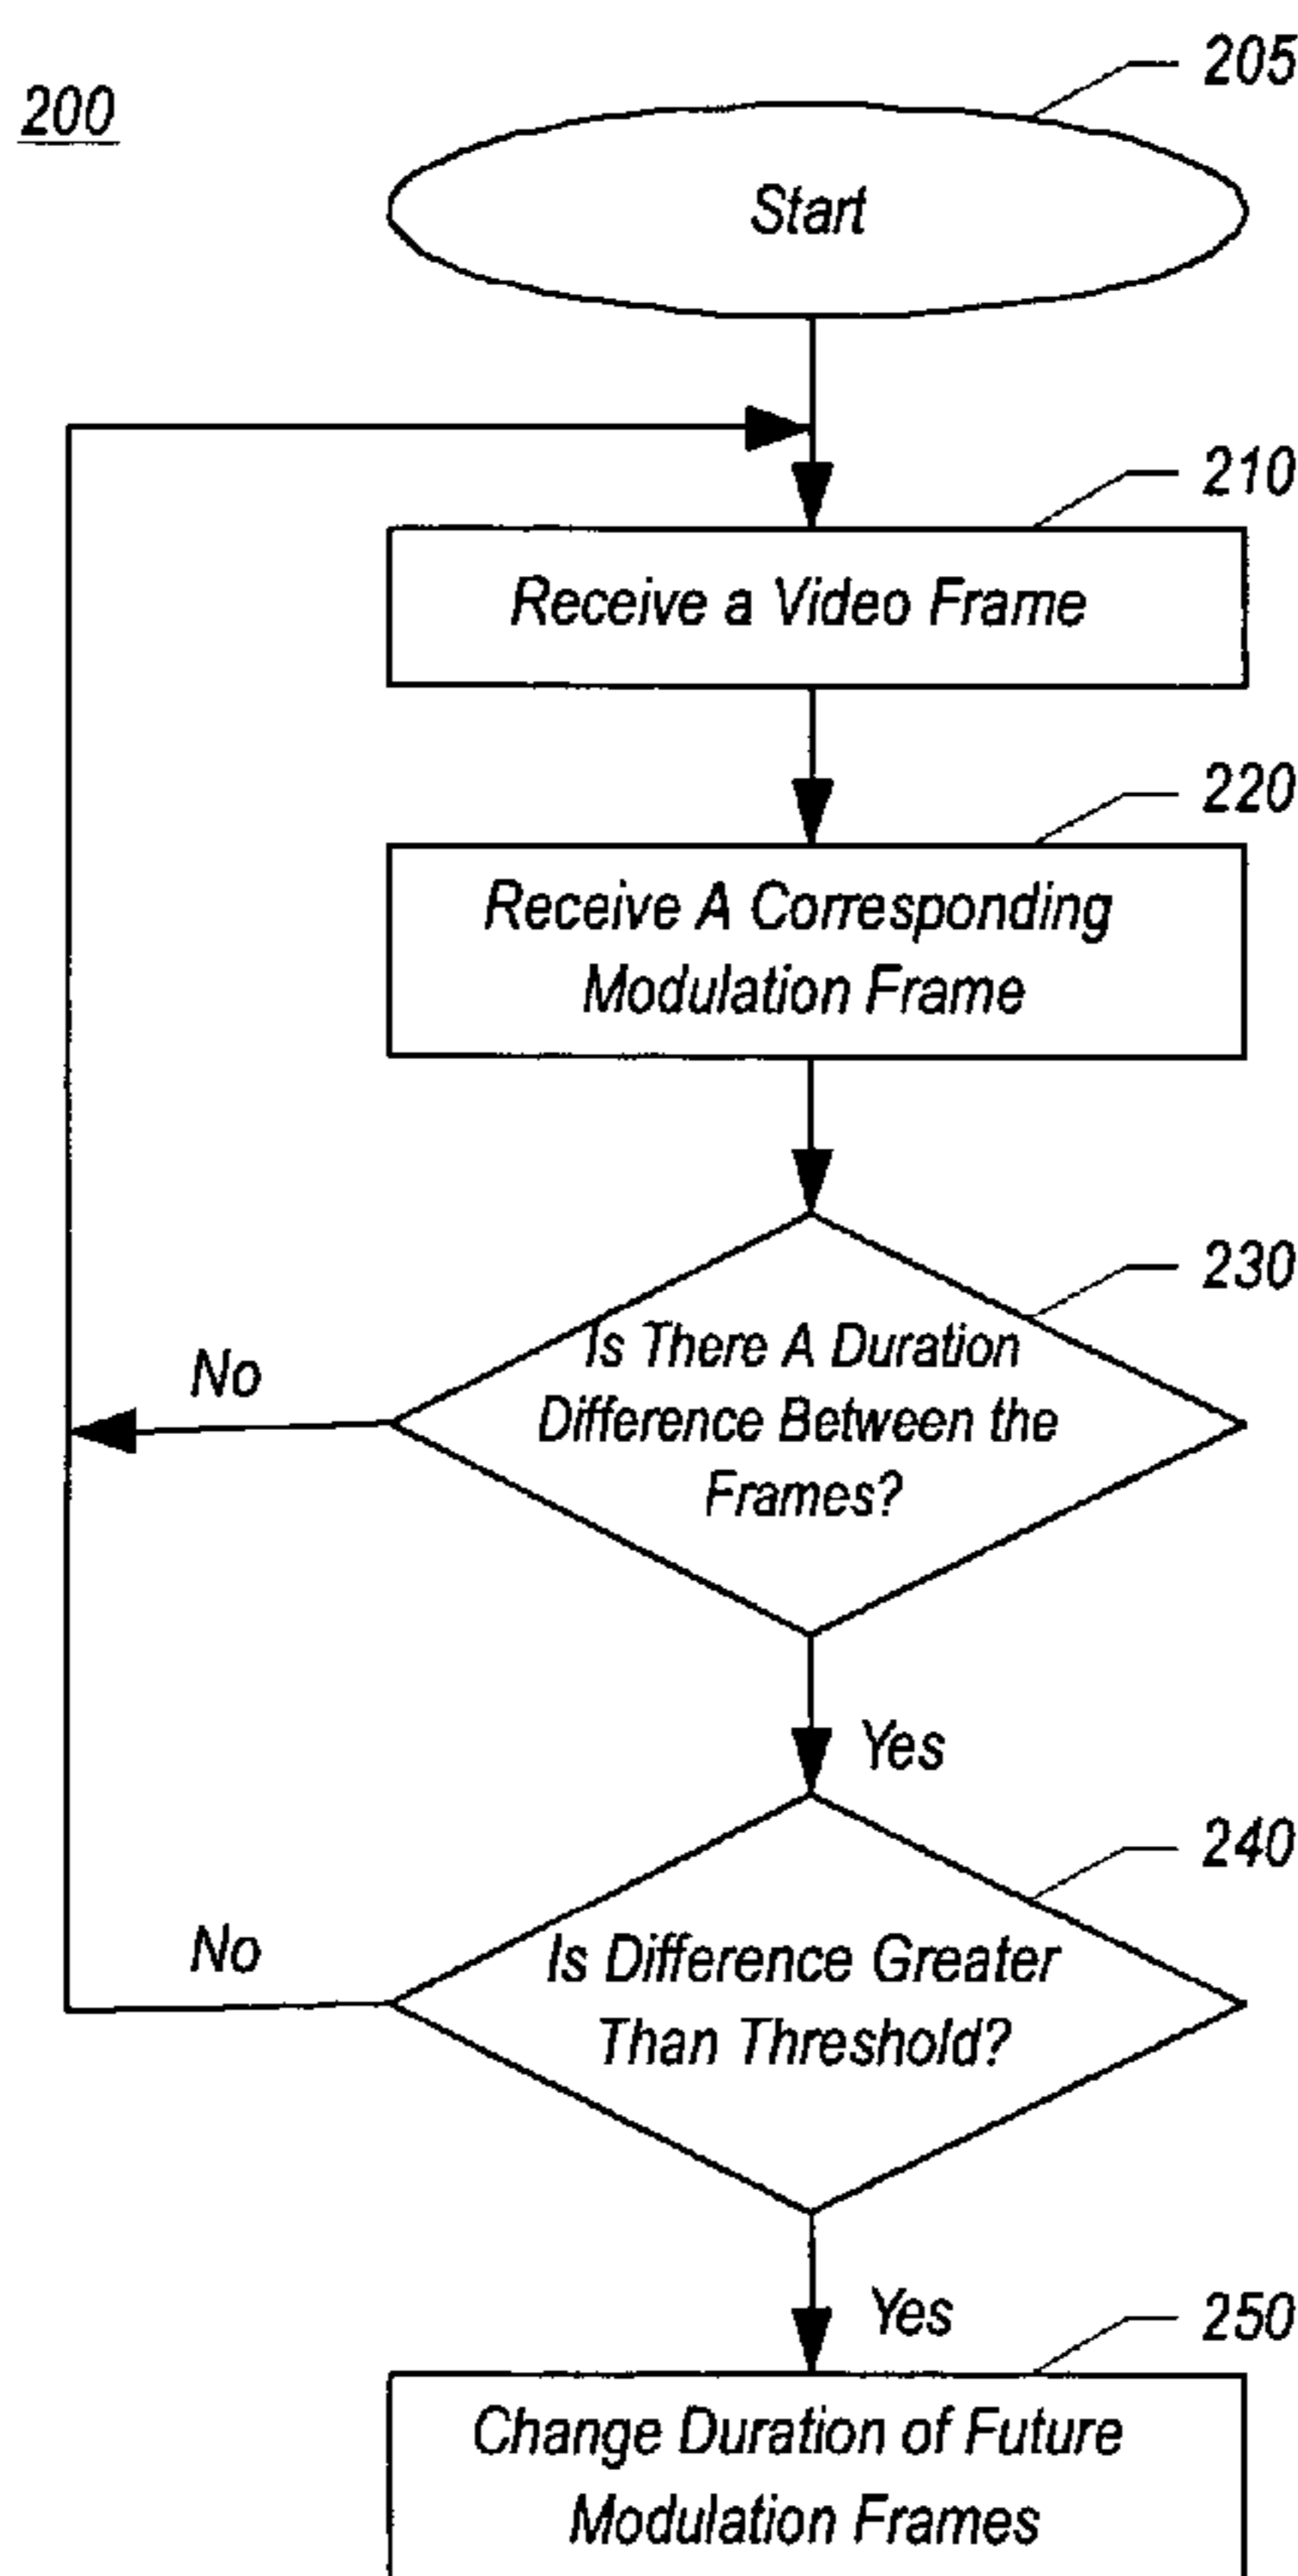 200
205
Start
210
Receive a Video Frame
220
Receive A Corresponding
Modulation Frame
230
Is There A Duration
Difference Between the
Frames?
No
Yes
240
Is Difference Greater
Than Threshold?
No
Yes
250
Change Duration of Future
Modulation Frames